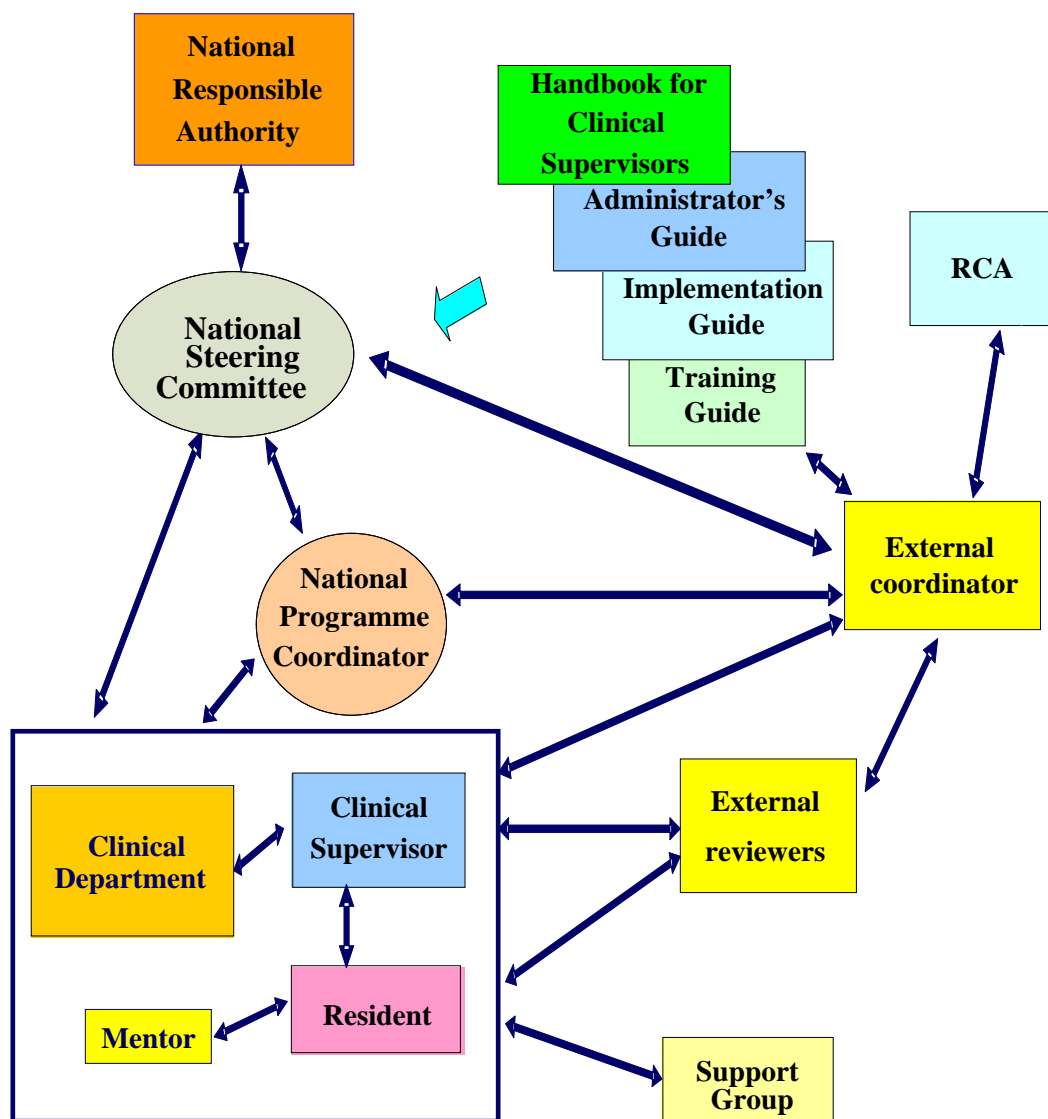 National
Responsible
Authority
Handbook for
Clinical
Supervisors
Administrator's
Guide
Implementation
Guide
Training
Guide
RCA
National
Steering
Committee
External
coordinator
National
Programme
Coordinator
Clinical
Department
Clinical
Supervisor
External
reviewers
Resident
Mentor
Support
Group